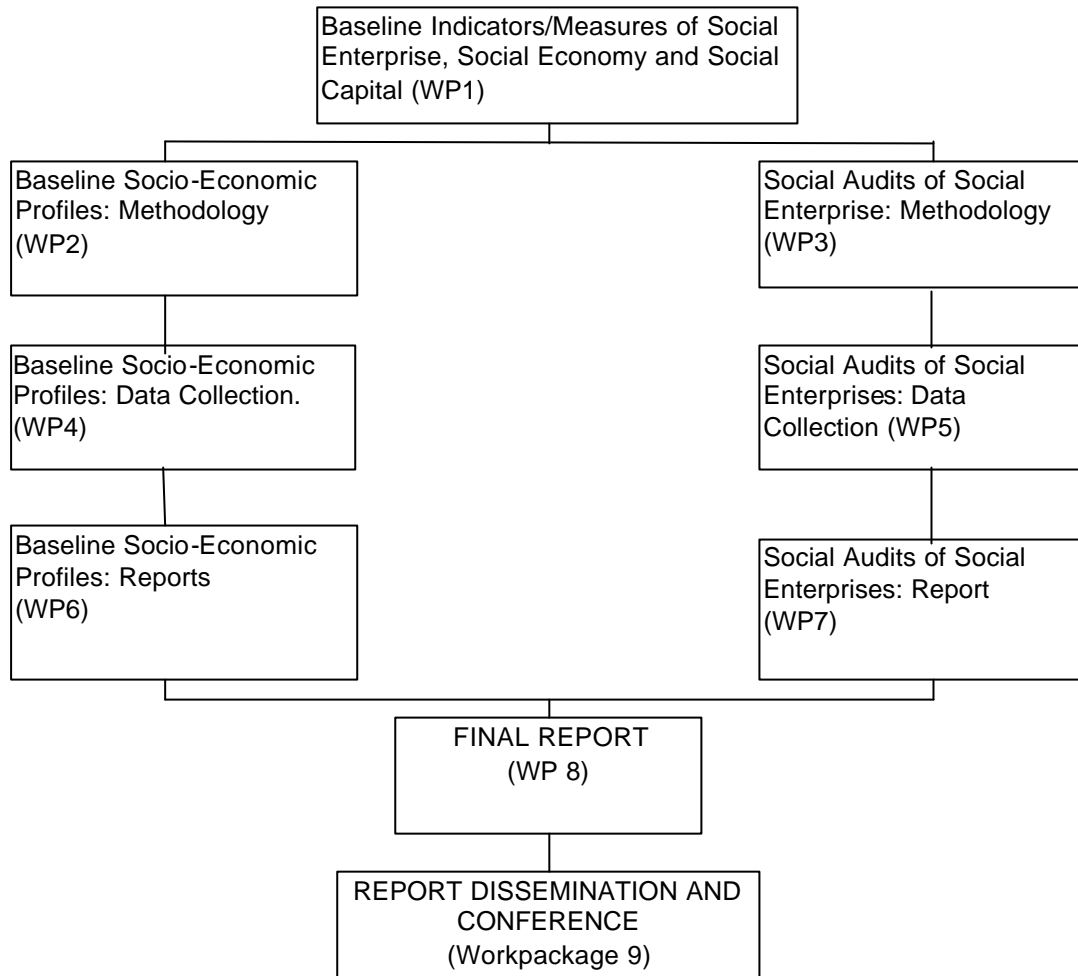 Baseline Indicators/Measures of Social
Enterprise, Social Economy and Social
Capital (WP1)
Baseline Socio-Economic
Profiles: Methodology
(WP2)
Social Audits of Social
Enterprise: Methodology
(WP3)
Baseline Socio-Economic
Profiles: Data Collection.
(WP4)
Social Audits of Social
Enterprises: Data
Collection (WP5)
Baseline Socio-Economic
Profiles: Reports
(WP6)
Social Audits of Social
Enterprises: Report
(WP7)
FINAL REPORT
(WP 8)
REPORT DISSEMINATION AND
CONFERENCE
(Workpackage 9)